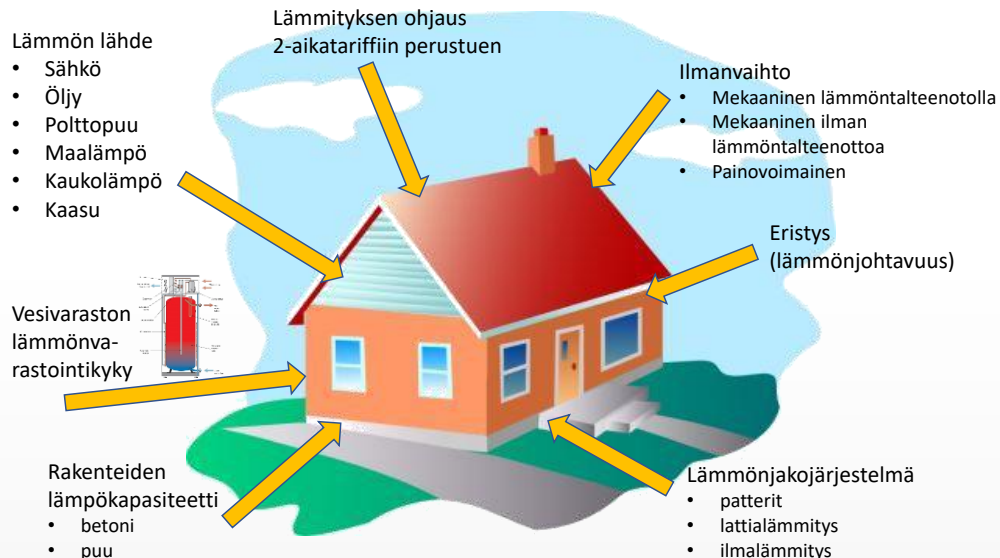 Lämmön lähde
• Sähkö
• Öljy
• Polttopuu
• Maalämpö
• Kaukolämpö
• Kaasu
Lämmityksen ohjaus
2-aikatariffiin perustuen
Ilmanvaihto
• Mekaaninen lämmöntalteenotolla
• Mekaaninen ilman
lämmöntalteenottoa
• Painovoimainen
Eristys
(lämmönjohtavuus)
Vesivaraston
lämmönva-
rastointikyky
Rakenteiden
lämpökapasiteetti
• betoni
• puu
Lämmönjakojärjestelmä
• patterit
• lattialämmitys
• ilmalämmitys